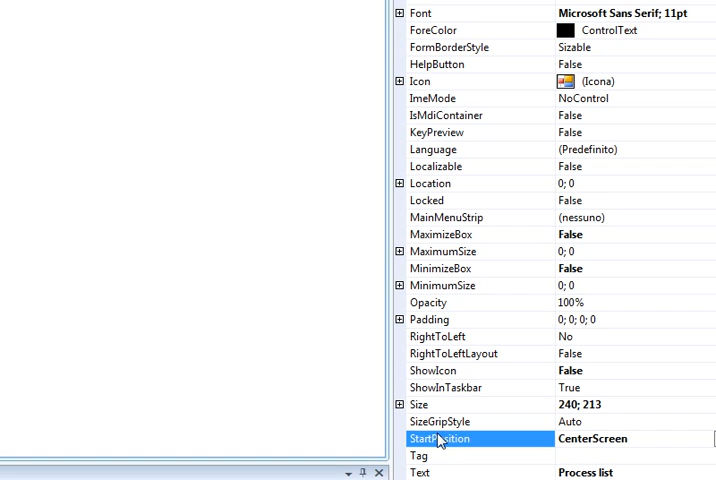 Font Microsoft Sans Serif; 11pt
ForeColor ControlText
FormBorderStyle Sizable
HelpButton False
Icon (Icona)
ImeMode NoControl
IsMdiContainer False
KeyPreview False
Language (Predefinito)
Localizable False
Location 0; 0
Locked False
MainMenuStrip (nessuno)
MaximizeBox False
MaximumSize 0; 0
MinimizeBox False
MinimumSize 0; 0
Opacity 100%
Padding 0; 0; 0; 0
RightToLeft No
RightToLeftLayout False
ShowIcon False
ShowInTaskbar True
Size 240; 213
SizeGripStyle Auto
StartPosition CenterScreen
Tag
Text Process list